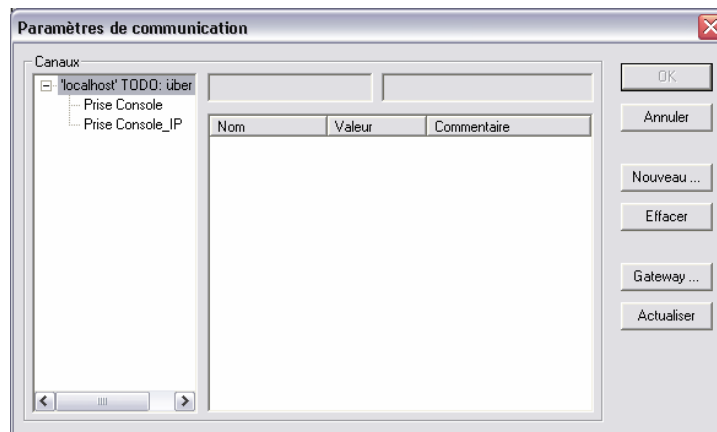 Paramètres de communication
Canaux
'localhost' TODO: über
Prise Console
Prise Console_IP
Nom Valeur Commentaire
OK
Annuler
Nouveau ...
Effacer
Gateway ...
Actualiser